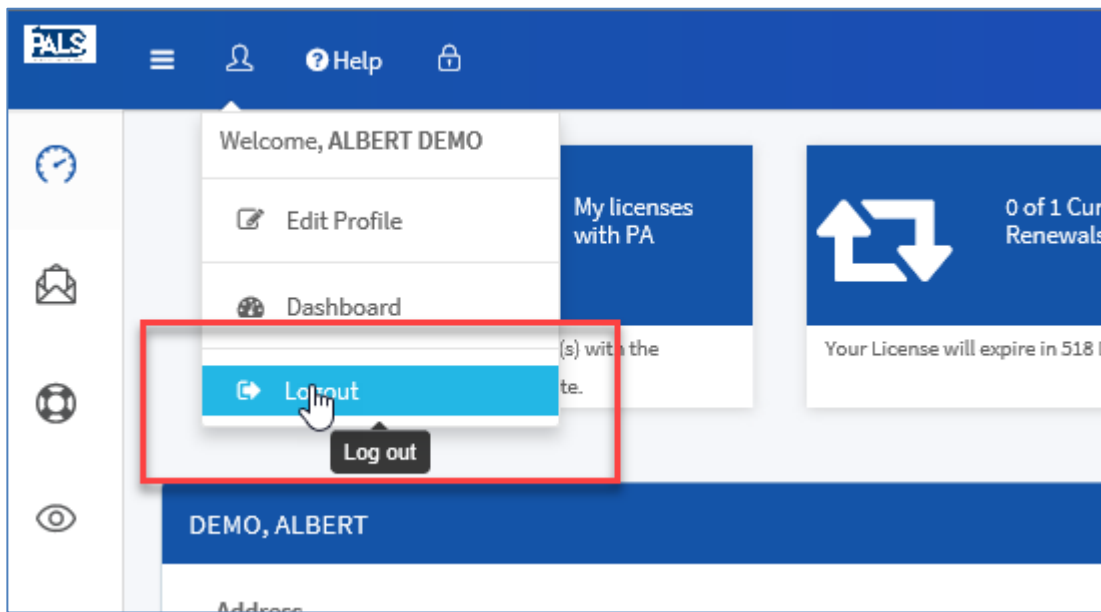 PALS
Help
Welcome, ALBERT DEMO
Edit Profile
Dashboard
Logout
Log out
My licenses
with PA
(s) with the
te.
0 of 1 Cur
Renewals
Your License will expire in 518
DEMO, ALBERT
Address